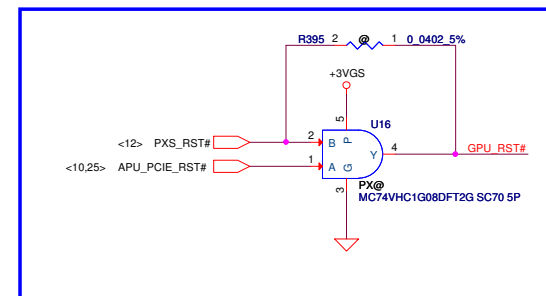 R395 2 @ 1 0_0402_5%
+3VGS
U16
5
<12> PXS_RST# 2 B P
Y 4 GPU_RST#
<10,25> APU_PCIE_RST# 1 A G
3
PX@
MC74VHC1G08DFT2G SC70 5P